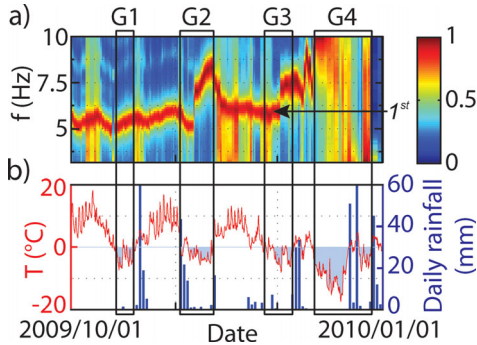 a) G1 G2 G3 G4
10 1
7.5 0.5
5 0
f (Hz)
1st
b)
20 60
0 40
-20 20
0
T (°C)
Daily rainfall
(mm)
2009/10/01 Date 2010/01/01